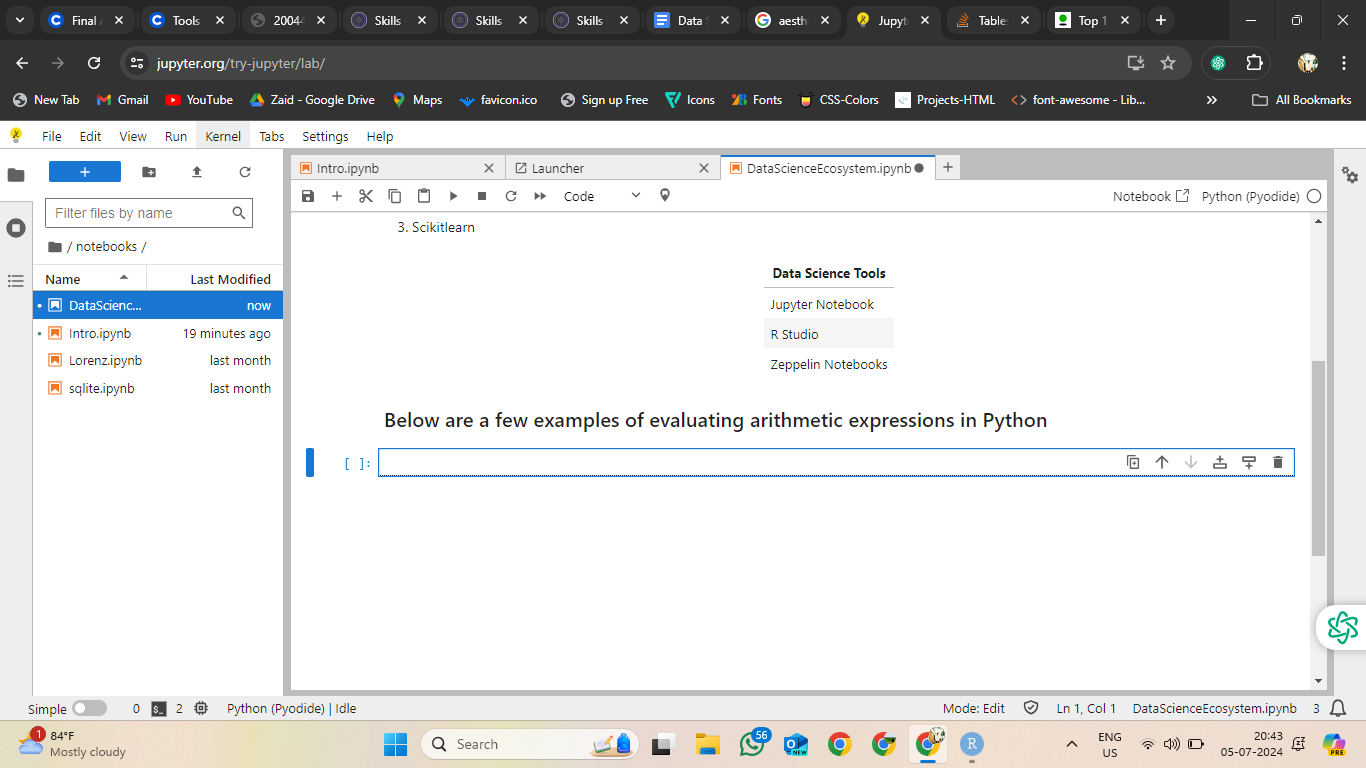 Final A
Tools
2004
Skills
Skills
Skills
Data S
aesth
Jupyt
Table
Top 1
jupyter.org/try-jupyter/lab/
New Tab
Gmail
YouTube
Zaid - Google Drive
Maps
favicon.ico
Sign up Free
Icons
Fonts
CSS-Colors
Projects-HTML
font-awesome - Lib...
»
All Bookmarks
File
Edit
View
Run
Kernel
Tabs
Settings
Help
Intro.ipynb
Launcher
DataScienceEcosystem.ipynb
Filter files by name
Code
Notebook
Python (Pyodide)
/ notebooks /
Name
Last Modified
DataScienc...
now
Intro.ipynb
19 minutes ago
Lorenz.ipynb
last month
sqlite.ipynb
last month
3. Scikitlearn
Data Science Tools
Jupyter Notebook
R Studio
Zeppelin Notebooks
Below are a few examples of evaluating arithmetic expressions in Python
[ ]:
Simple
0
2
Python (Pyodide) | Idle
Mode: Edit
Ln 1, Col 1
DataScienceEcosystem.ipynb
3
1
84°F
Mostly cloudy
Search
56
NEW
R
ENG
US
20:43
05-07-2024
PRE